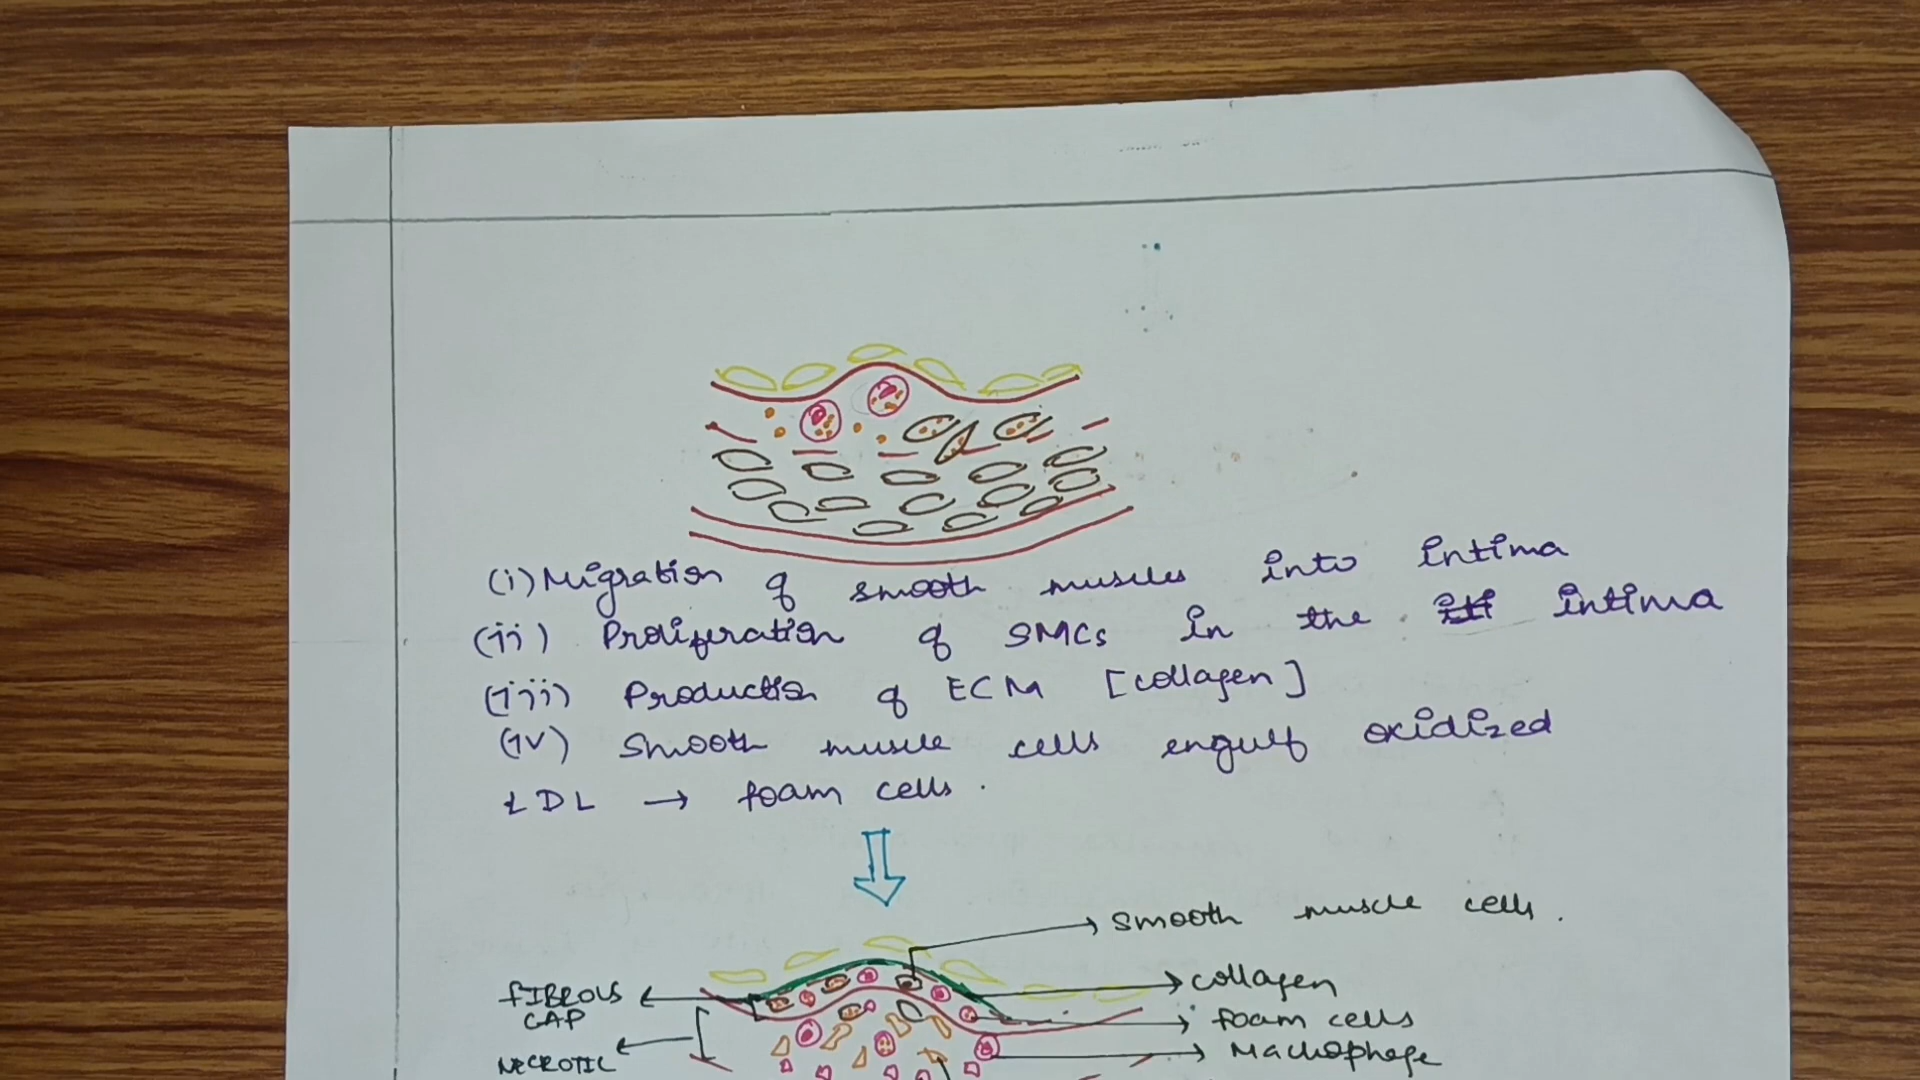 (i) Migration of smooth muscles into intima
(ii) Proliferation of SMCs in the intima
(iii) Production of ECM [collagen]
(iv) Smooth muscle cells engulf oxidized
LDL → foam cells.
→ smooth muscle cells.
→ collagen
FIBROUS
CAP
→ foam cells
→ Macrophage
NECROTIC